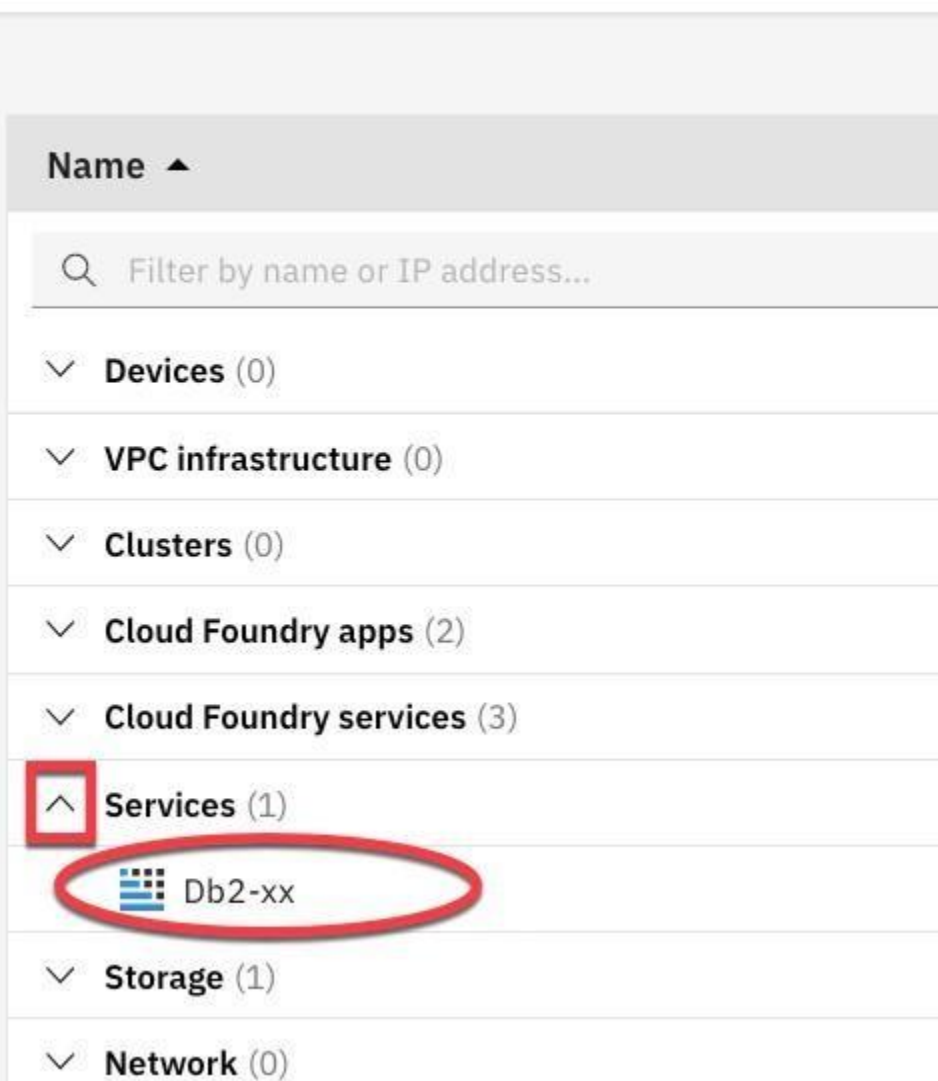 Name
Filter by name or IP address...
Devices (0)
VPC infrastructure (0)
Clusters (0)
Cloud Foundry apps (2)
Cloud Foundry services (3)
Services (1)
Db2-xx
Storage (1)
Network (0)